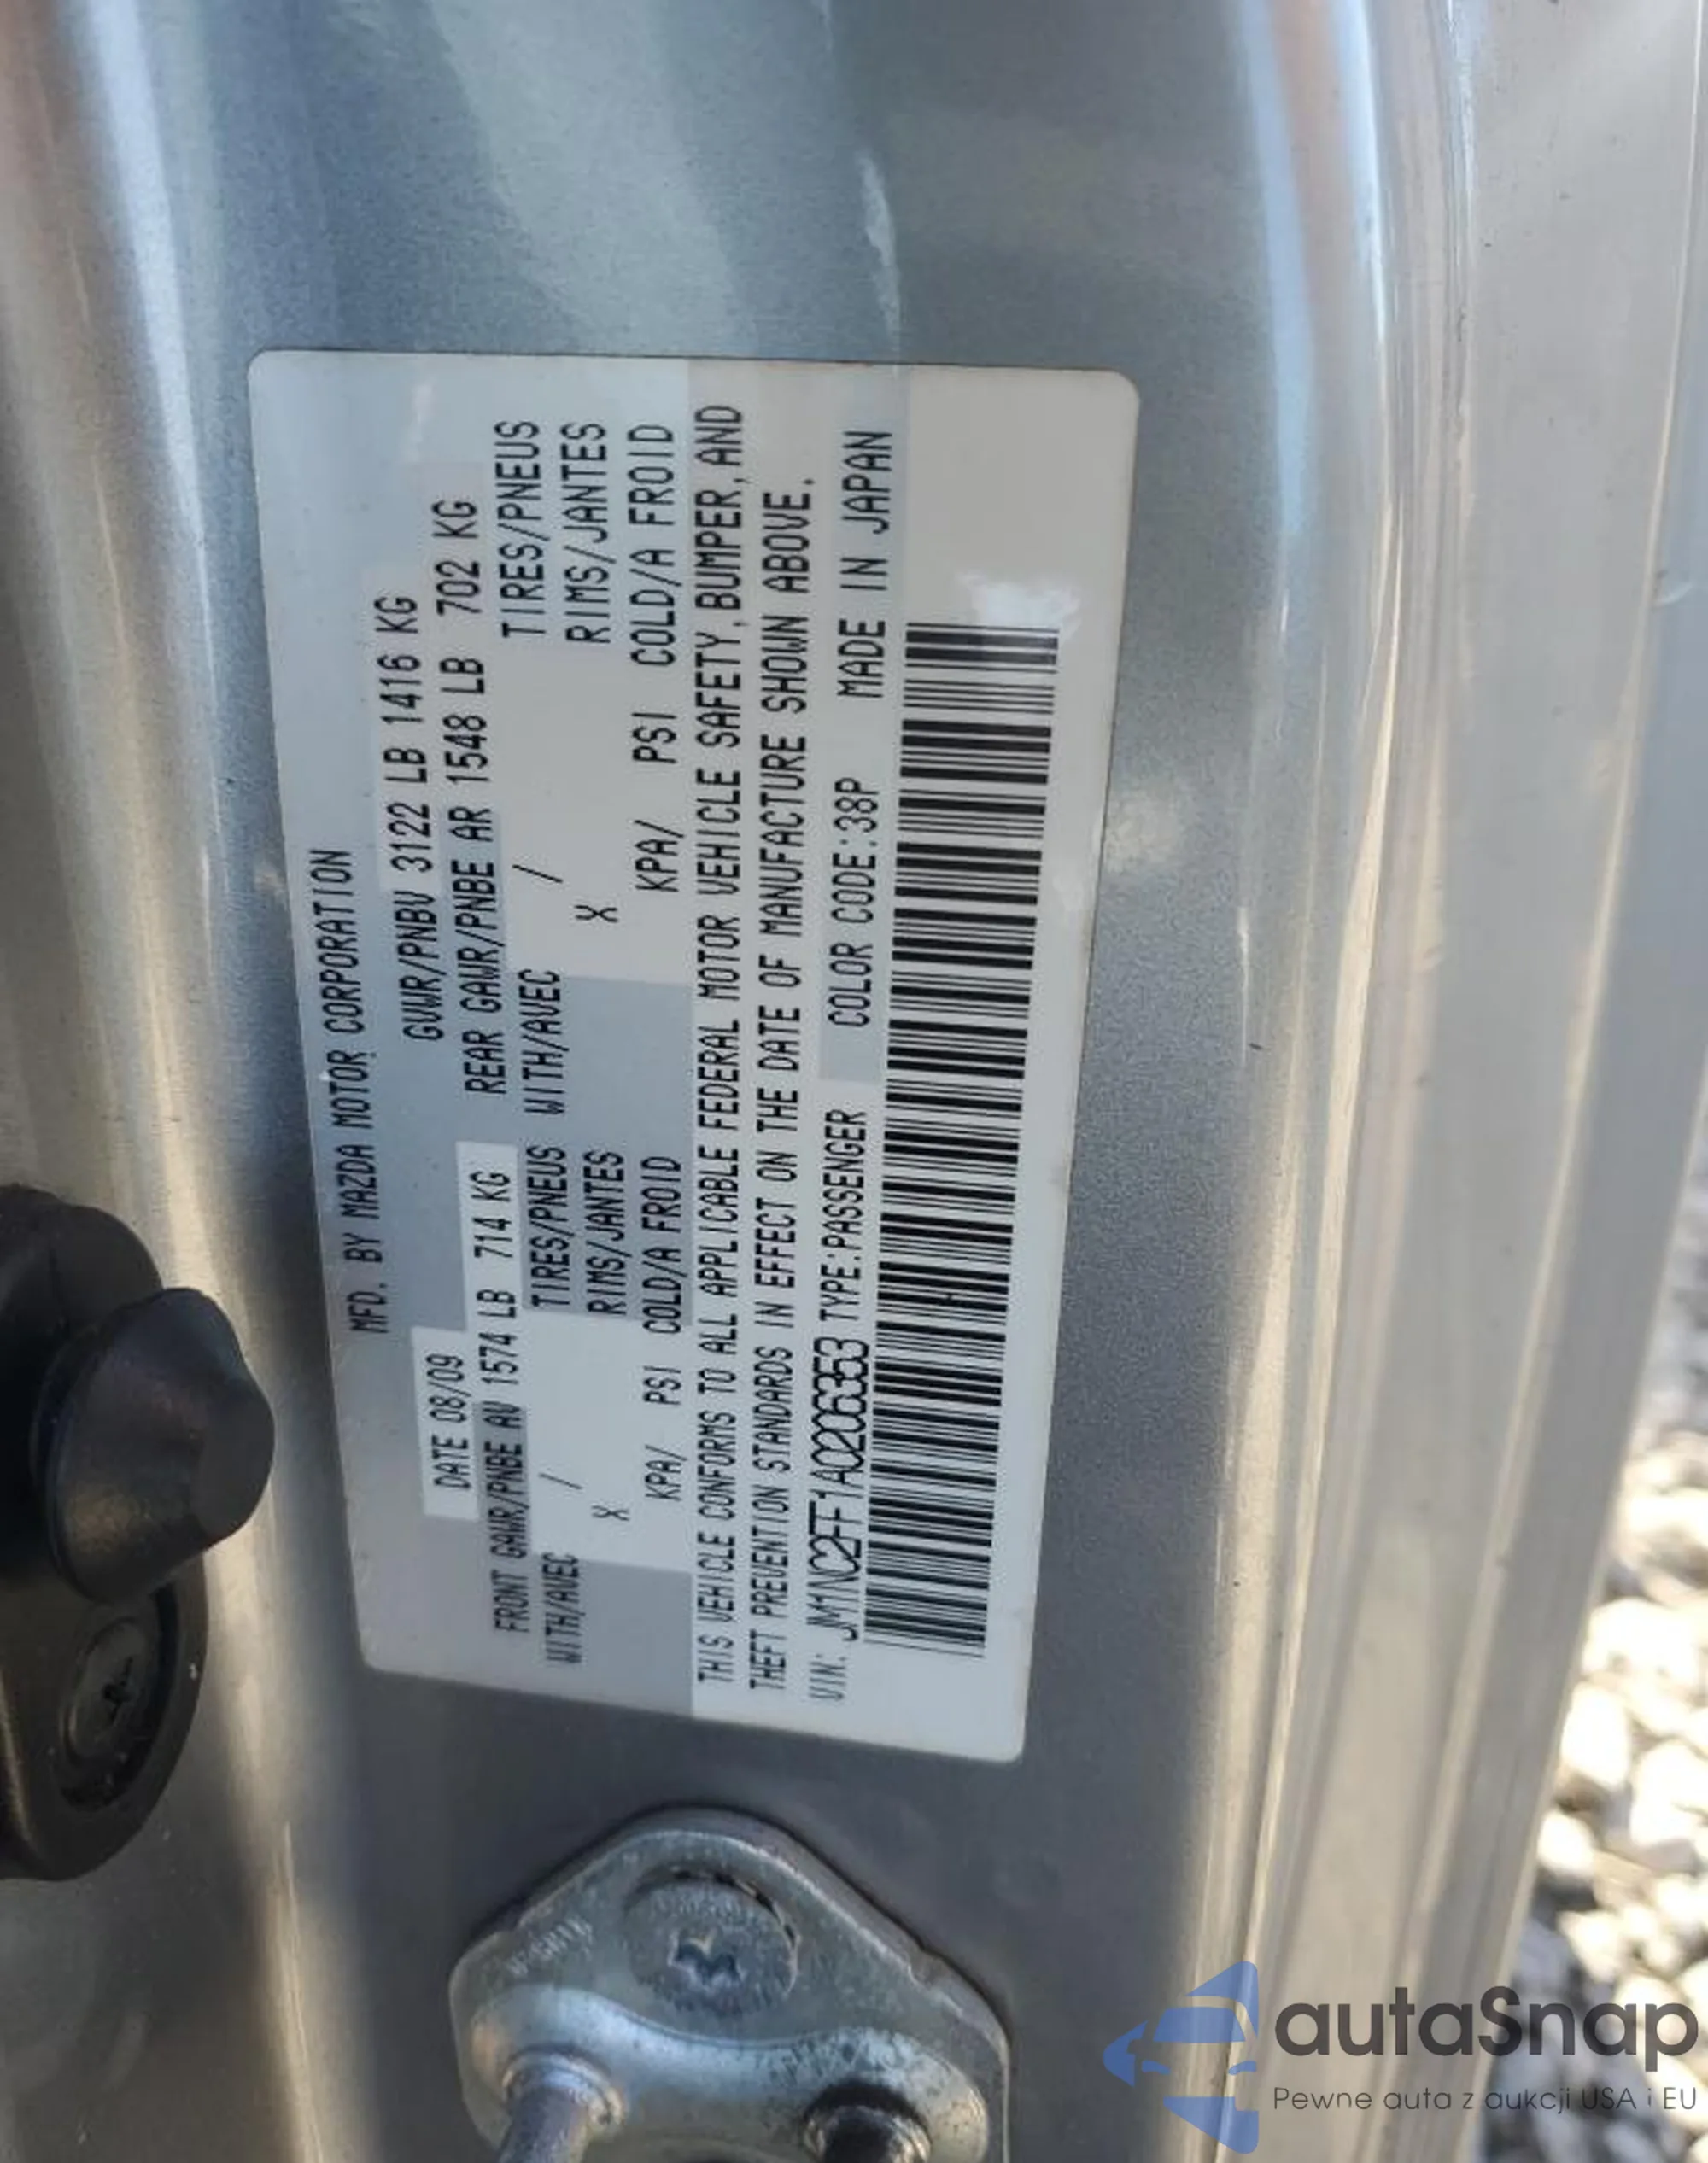 MFD. BY MAZDA MOTOR CORPORATION
DATE 08/09 GVWR/PNBV 3122 LB 1416 KG
FRONT GAWR/PNBE AV 1574 LB 714 KG REAR GAWR/PNBE AR 1548 LB 702 KG
WITH/AVEC / TIRES/PNEUS WITH/AVEC / TIRES/PNEUS
X RIMS/JANTES X RIMS/JANTES
KPA/ PSI COLD/A FROID KPA/ PSI COLD/A FROID
THIS VEHICLE CONFORMS TO ALL APPLICABLE FEDERAL MOTOR VEHICLE SAFETY, BUMPER, AND
THEFT PREVENTION STANDARDS IN EFFECT ON THE DATE OF MANUFACTURE SHOWN ABOVE.
VIN: JM1NC2FF1A0206353 TYPE:PASSENGER COLOR CODE:38P MADE IN JAPAN
autaSnap
Pewne auta z aukcji USA i EU